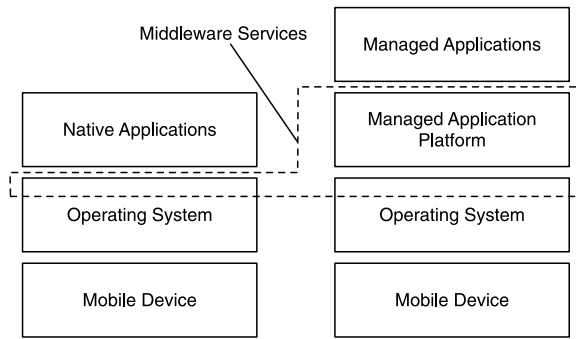 Middleware Services
Managed Applications
Native Applications
Managed Application
Platform
Operating System
Operating System
Mobile Device
Mobile Device